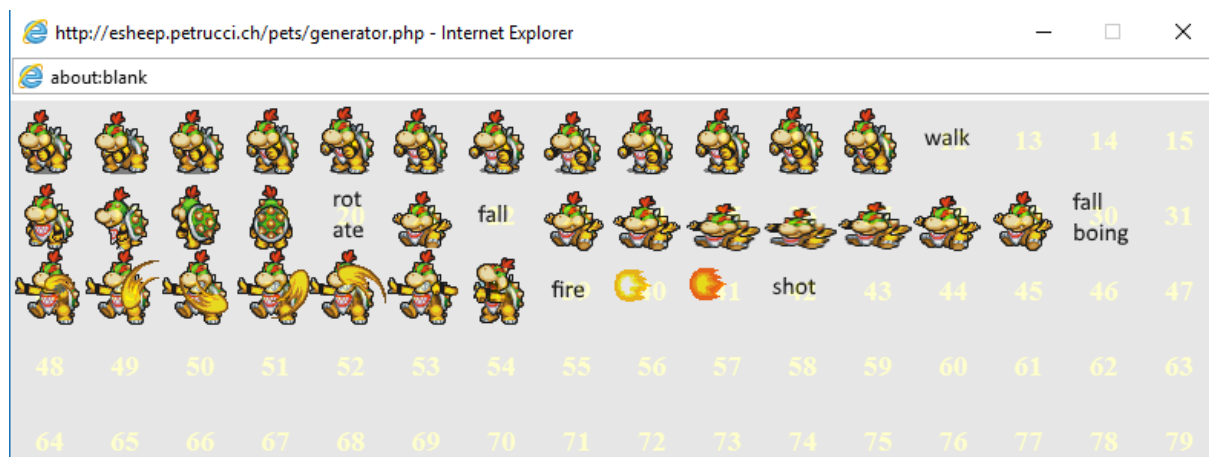 http://esheep.petrucci.ch/pets/generator.php - Internet Explorer
about:blank
walk 13 14 15
rot
ate
fall
fall
boing
31
fire
shot 43 44 45 46 47
48 49 50 51 52 53 54 55 56 57 58 59 60 61 62 63
64 65 66 67 68 69 70 71 72 73 74 75 76 77 78 79